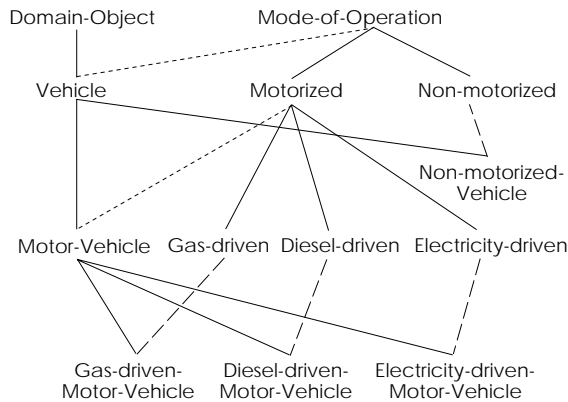 Domain-Object Mode-of-Operation
Vehicle Motorized Non-motorized
Non-motorized-
Vehicle
Motor-Vehicle Gas-driven Diesel-driven Electricity-driven
Gas-driven- Diesel-driven- Electricity-driven-
Motor-Vehicle Motor-Vehicle Motor-Vehicle